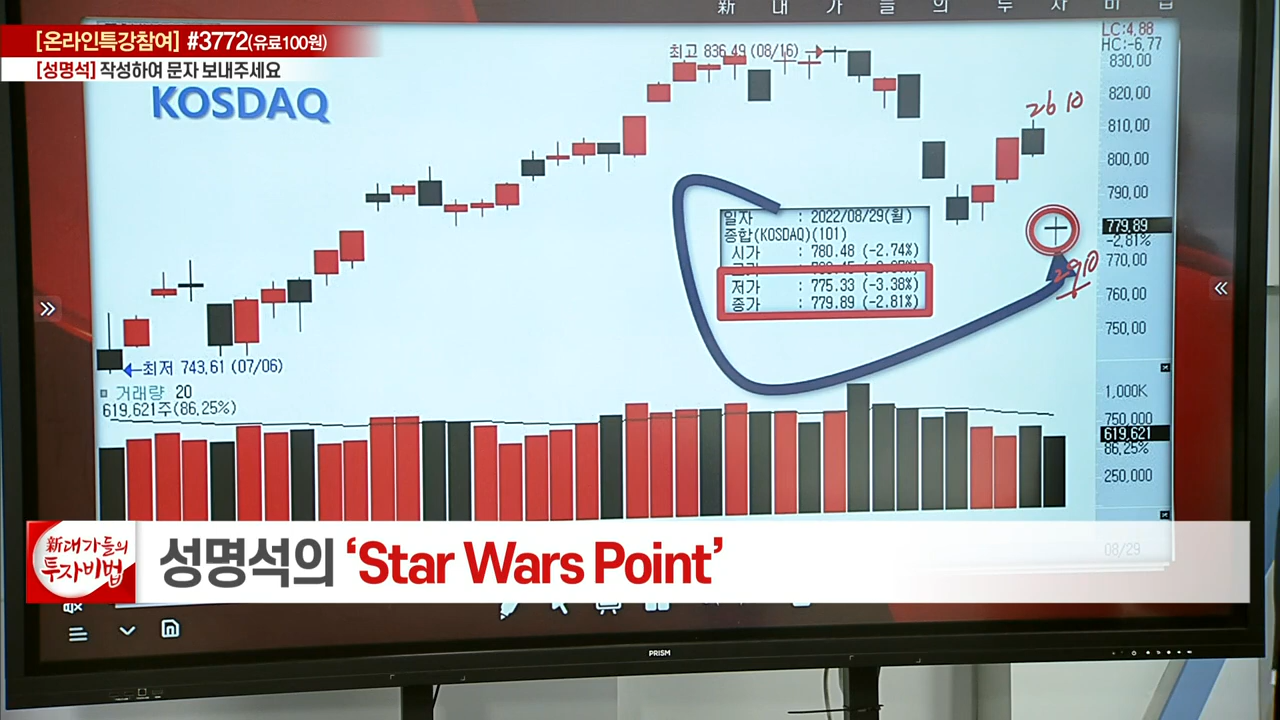 新 대 가 들 의 투 자 비 법
[온라인특강참여] #3772(유료100원)
[성명석] 작성하여 문자 보내주세요
KOSDAQ
최고 836.49 (08/16)
LC:4.88
HC:-6.77
830.00
820.00
810.00
800.00
790.00
779.89
-2.81%
770.00
760.00
750.00
26일
29일
일자 : 2022/08/29(월)
종합(KOSDAQ)(101)
시가 : 780.48 (-2.74%)
저가 : 775.33 (-3.38%)
종가 : 779.89 (-2.81%)
최저 743.61 (07/06)
거래량 20
619,621주(86.25%)
1,000K
750,000
619,621
86.25%
250,000
08/29
新대가들의
투자비법
성명석의 'Star Wars Point'
PRISM